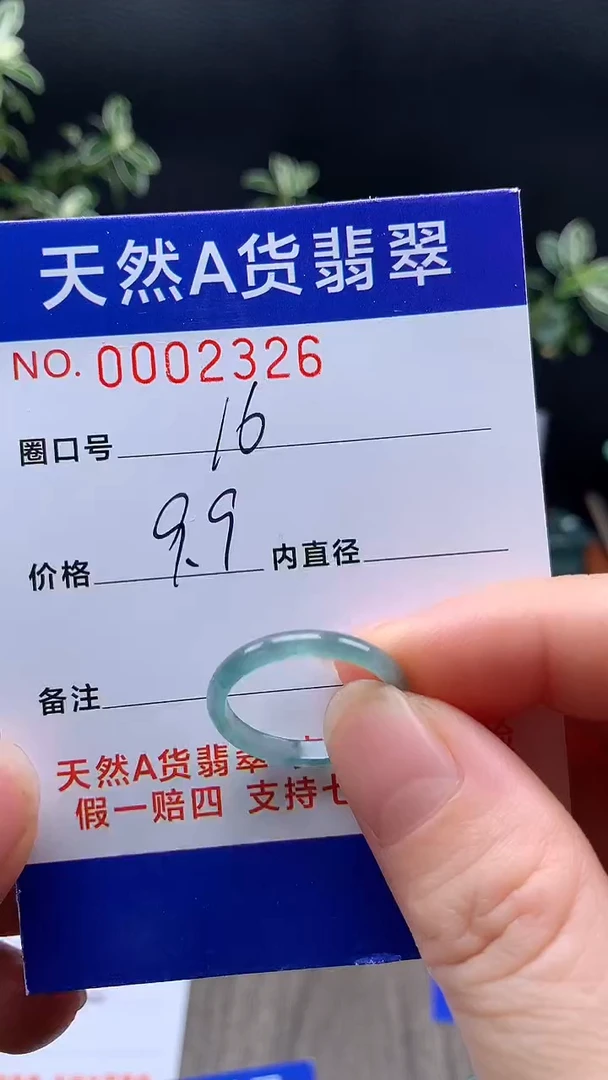 天然A货翡翠
NO. 0002326
圈口号 16
价格 9.9 内直径
备注
天然A货翡翠
假一赔四 支持七